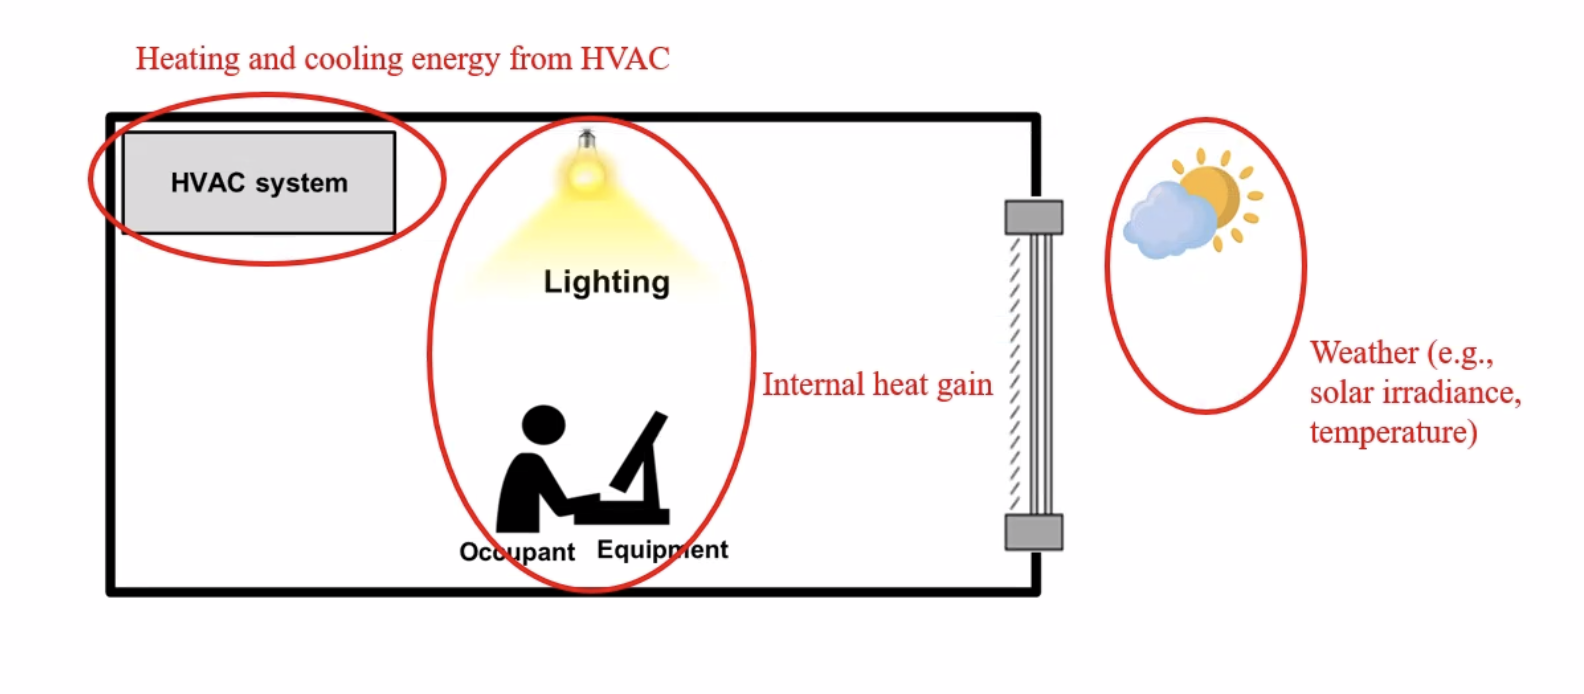 Heating and cooling energy from HVAC
HVAC system
Lighting
Internal heat gain
Weather (e.g.,
solar irradiance,
temperature)
Occupant Equipment